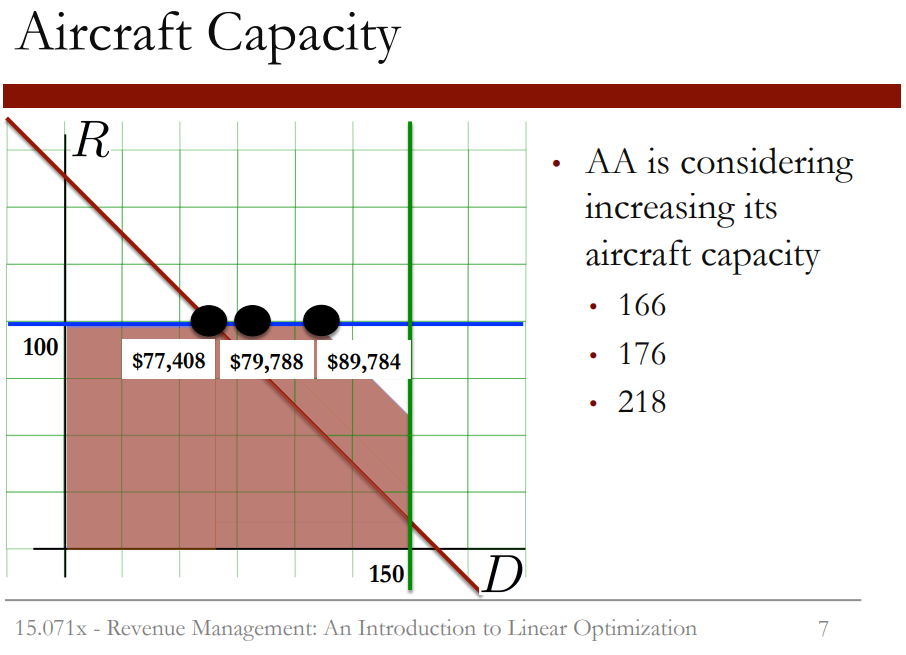 Aircraft Capacity
R
100
$77,408 $79,788 $89,784
150
D
• AA is considering
increasing its
aircraft capacity
• 166
• 176
• 218
15.071x - Revenue Management: An Introduction to Linear Optimization 7